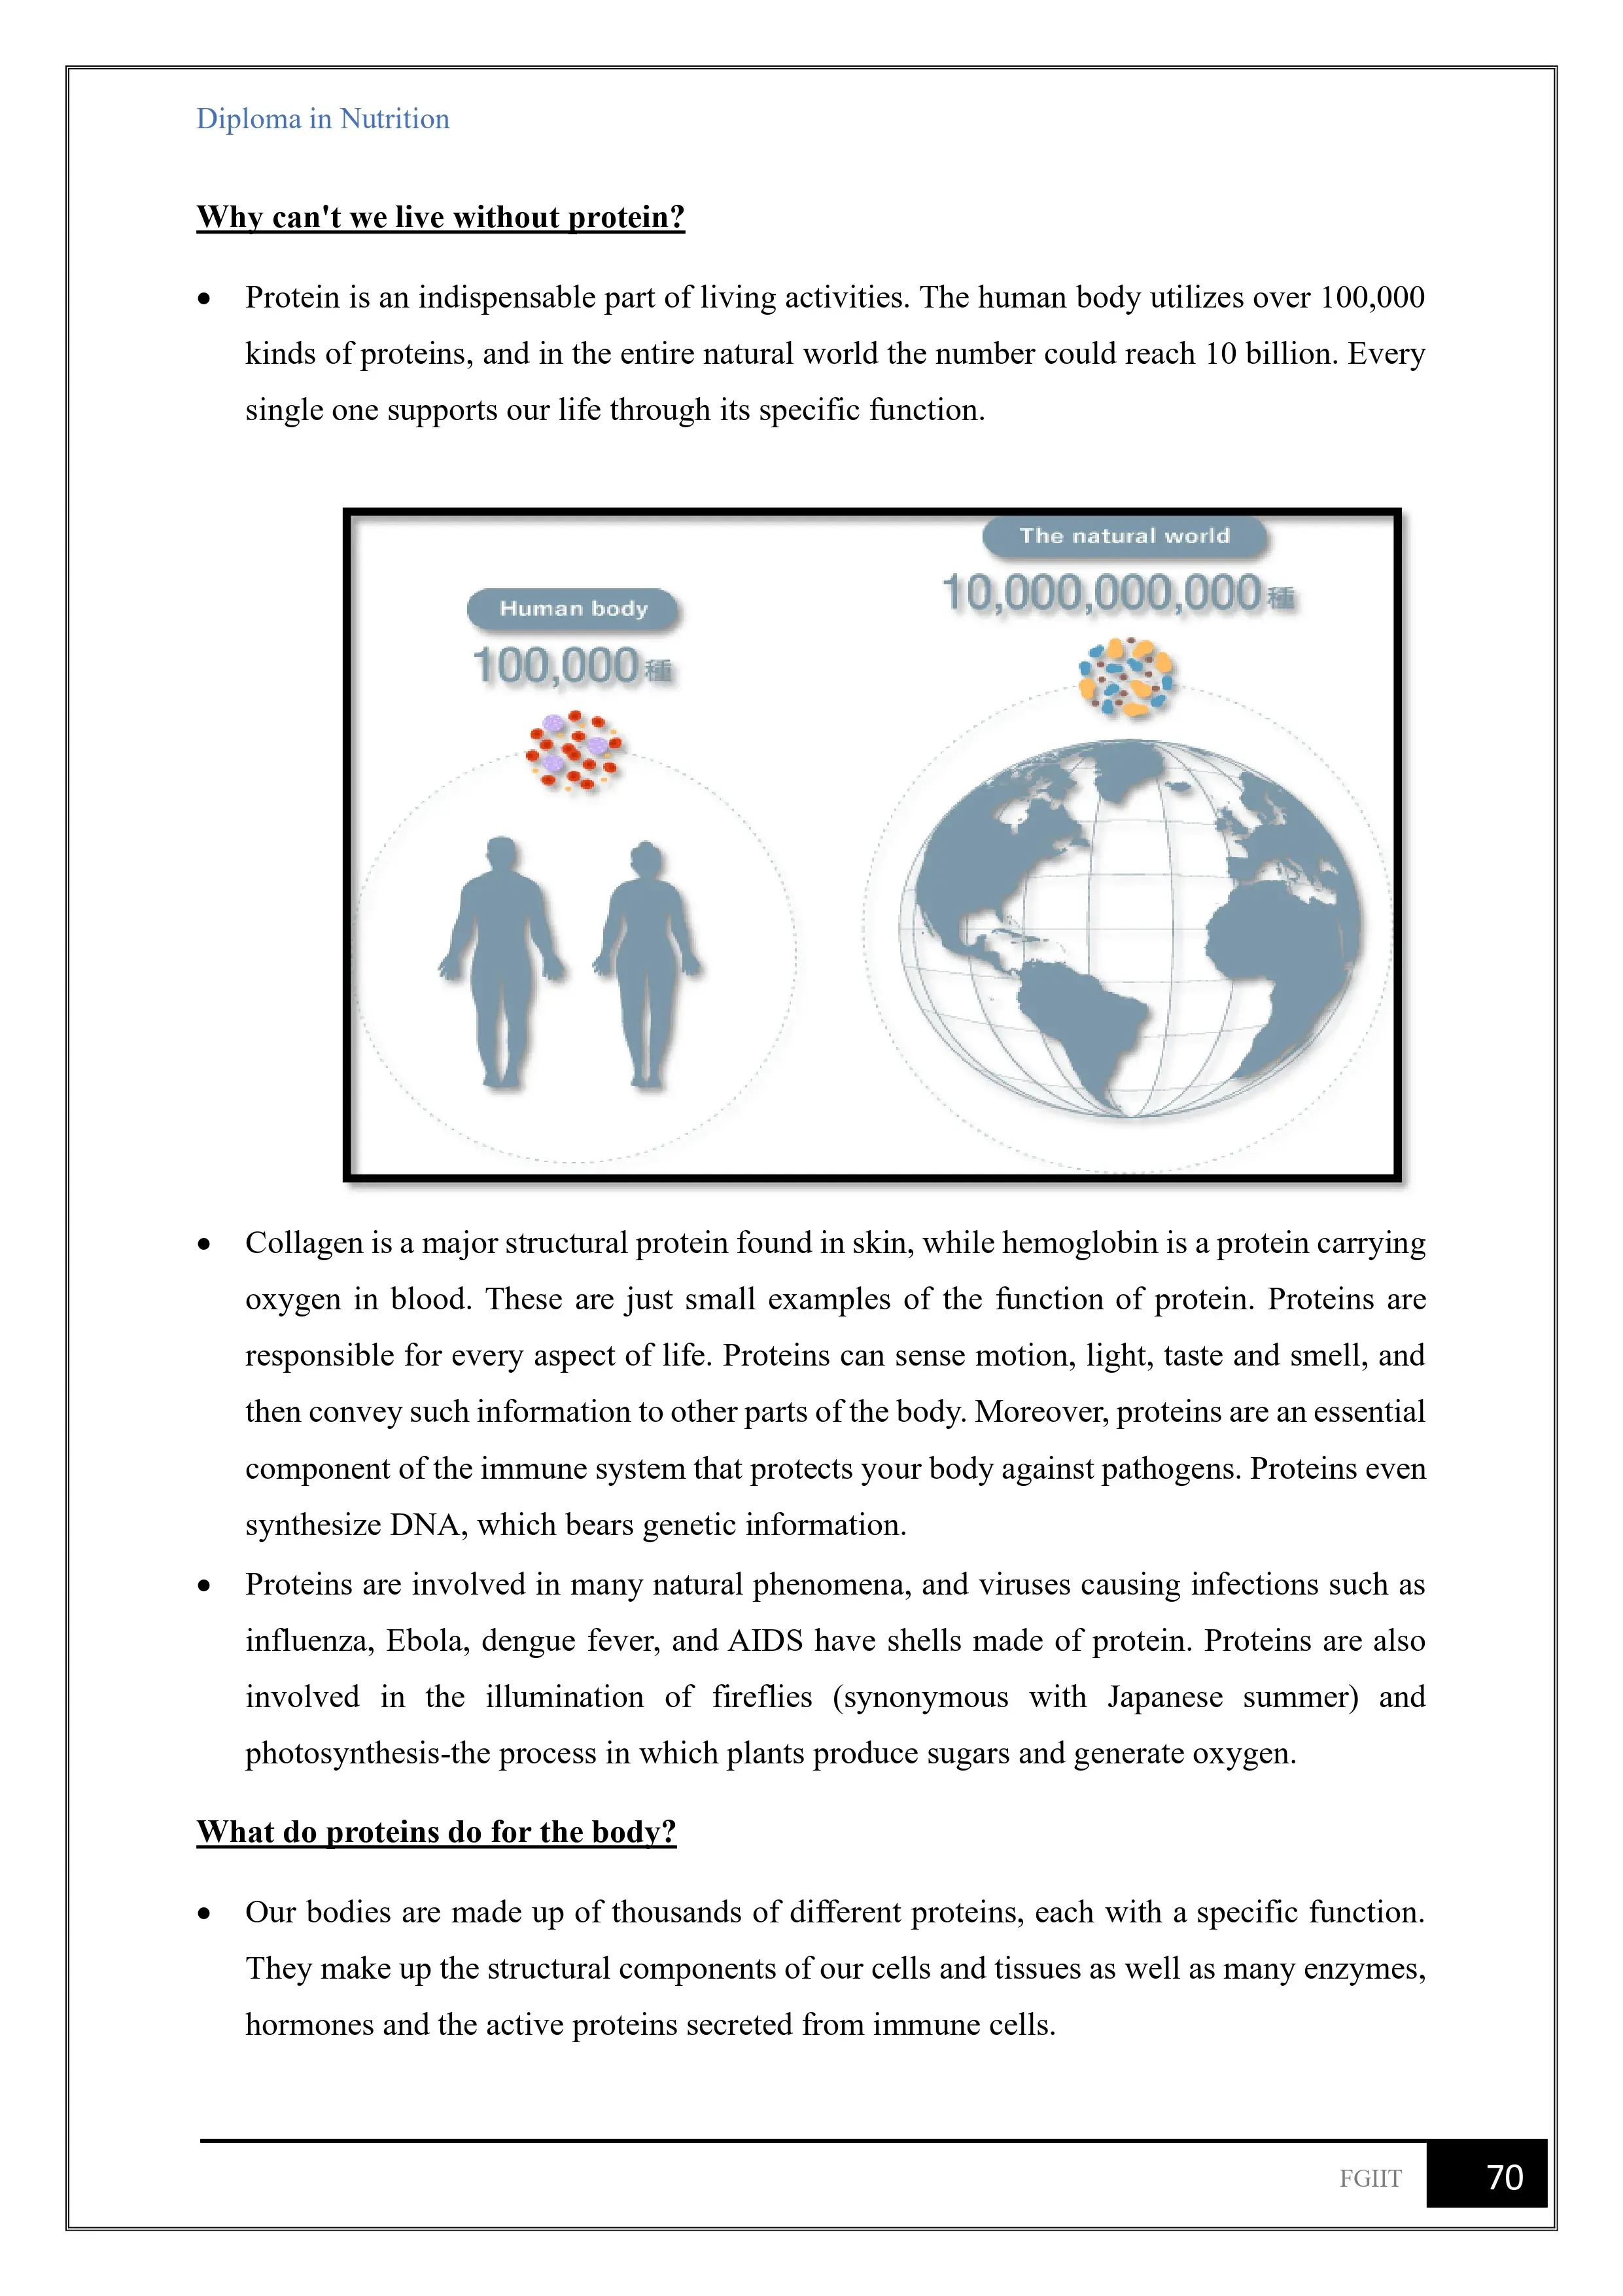 Diploma in Nutrition
Why can't we live without protein?
• Protein is an indispensable part of living activities. The human body utilizes over 100,000
kinds of proteins, and in the entire natural world the number could reach 10 billion. Every
single one supports our life through its specific function.
The natural world
10,000,000,000種
Human body
100,000種
• Collagen is a major structural protein found in skin, while hemoglobin is a protein carrying
oxygen in blood. These are just small examples of the function of protein. Proteins are
responsible for every aspect of life. Proteins can sense motion, light, taste and smell, and
then convey such information to other parts of the body. Moreover, proteins are an essential
component of the immune system that protects your body against pathogens. Proteins even
synthesize DNA, which bears genetic information.
• Proteins are involved in many natural phenomena, and viruses causing infections such as
influenza, Ebola, dengue fever, and AIDS have shells made of protein. Proteins are also
involved in the illumination of fireflies (synonymous with Japanese summer) and
photosynthesis-the process in which plants produce sugars and generate oxygen.
What do proteins do for the body?
• Our bodies are made up of thousands of different proteins, each with a specific function.
They make up the structural components of our cells and tissues as well as many enzymes,
hormones and the active proteins secreted from immune cells.
FGIIT
70